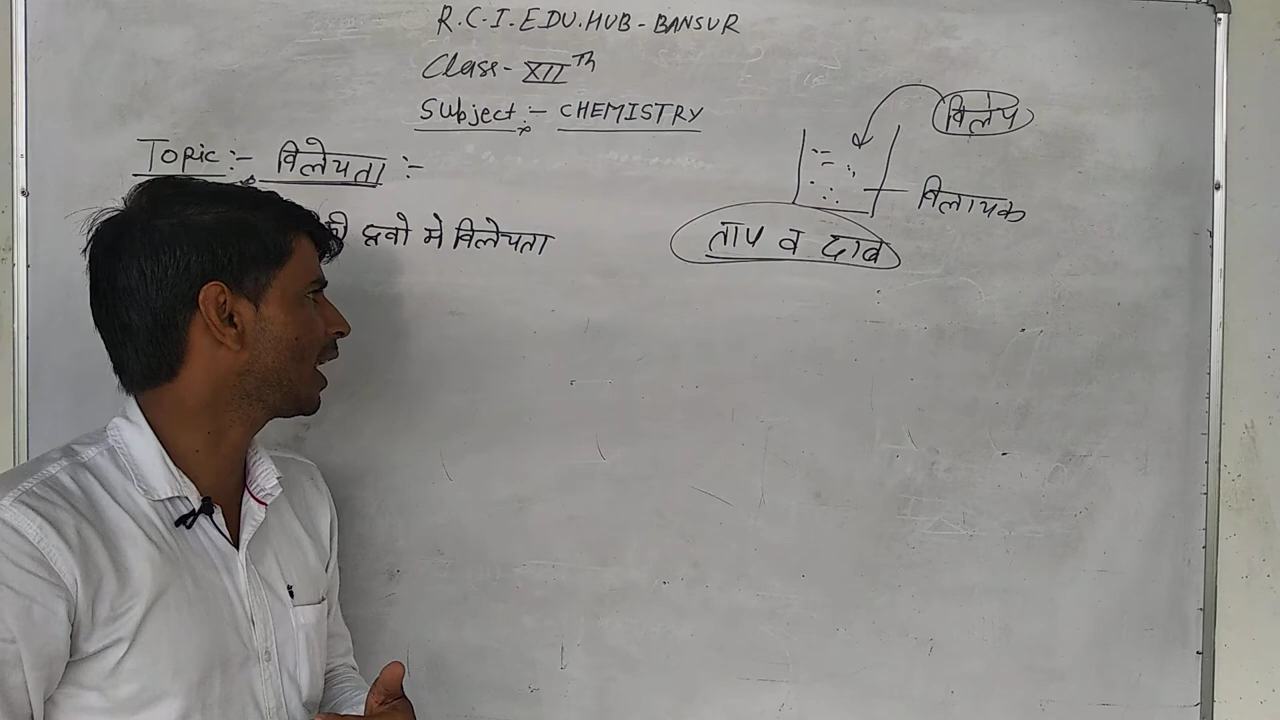 R.C.I.EDU.HUB-BANSUR
Class- XII Th
Subject:- CHEMISTRY
Topic:- विलेयता :-
की द्रवो मे विलेयता
विलेय
विलायक
ताप व दाब